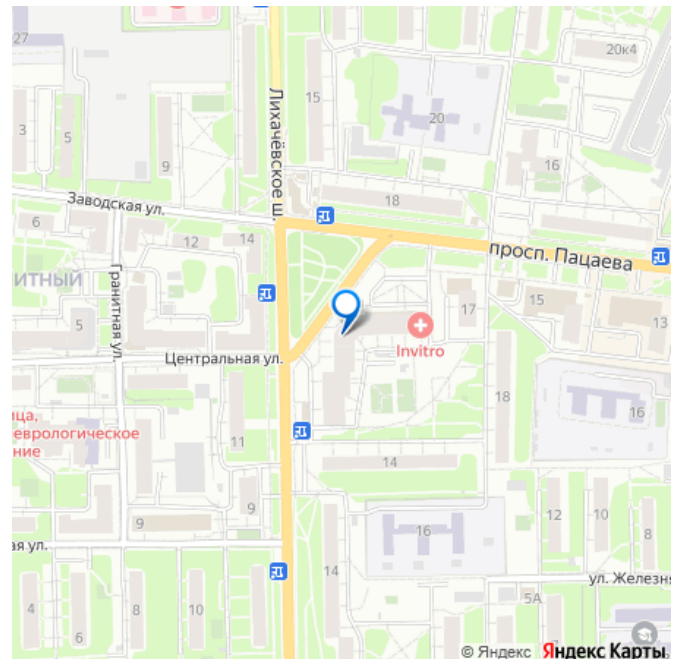 27
20к4
15
3
5
9
20
16
Лихачёвское ш.
18
Заводская ул.
6
12
14
просп. Пацаева
ИТНЫЙ
Гранитная ул.
5
17
15
13
Invitro
Центральная ул.
18
16
ица,
еврологическое
ние
11
14
9
9
16
12
10
8
ая ул.
14
ул. Железня
4
6
8
10
5А
© Яндекс Яндекс Карты